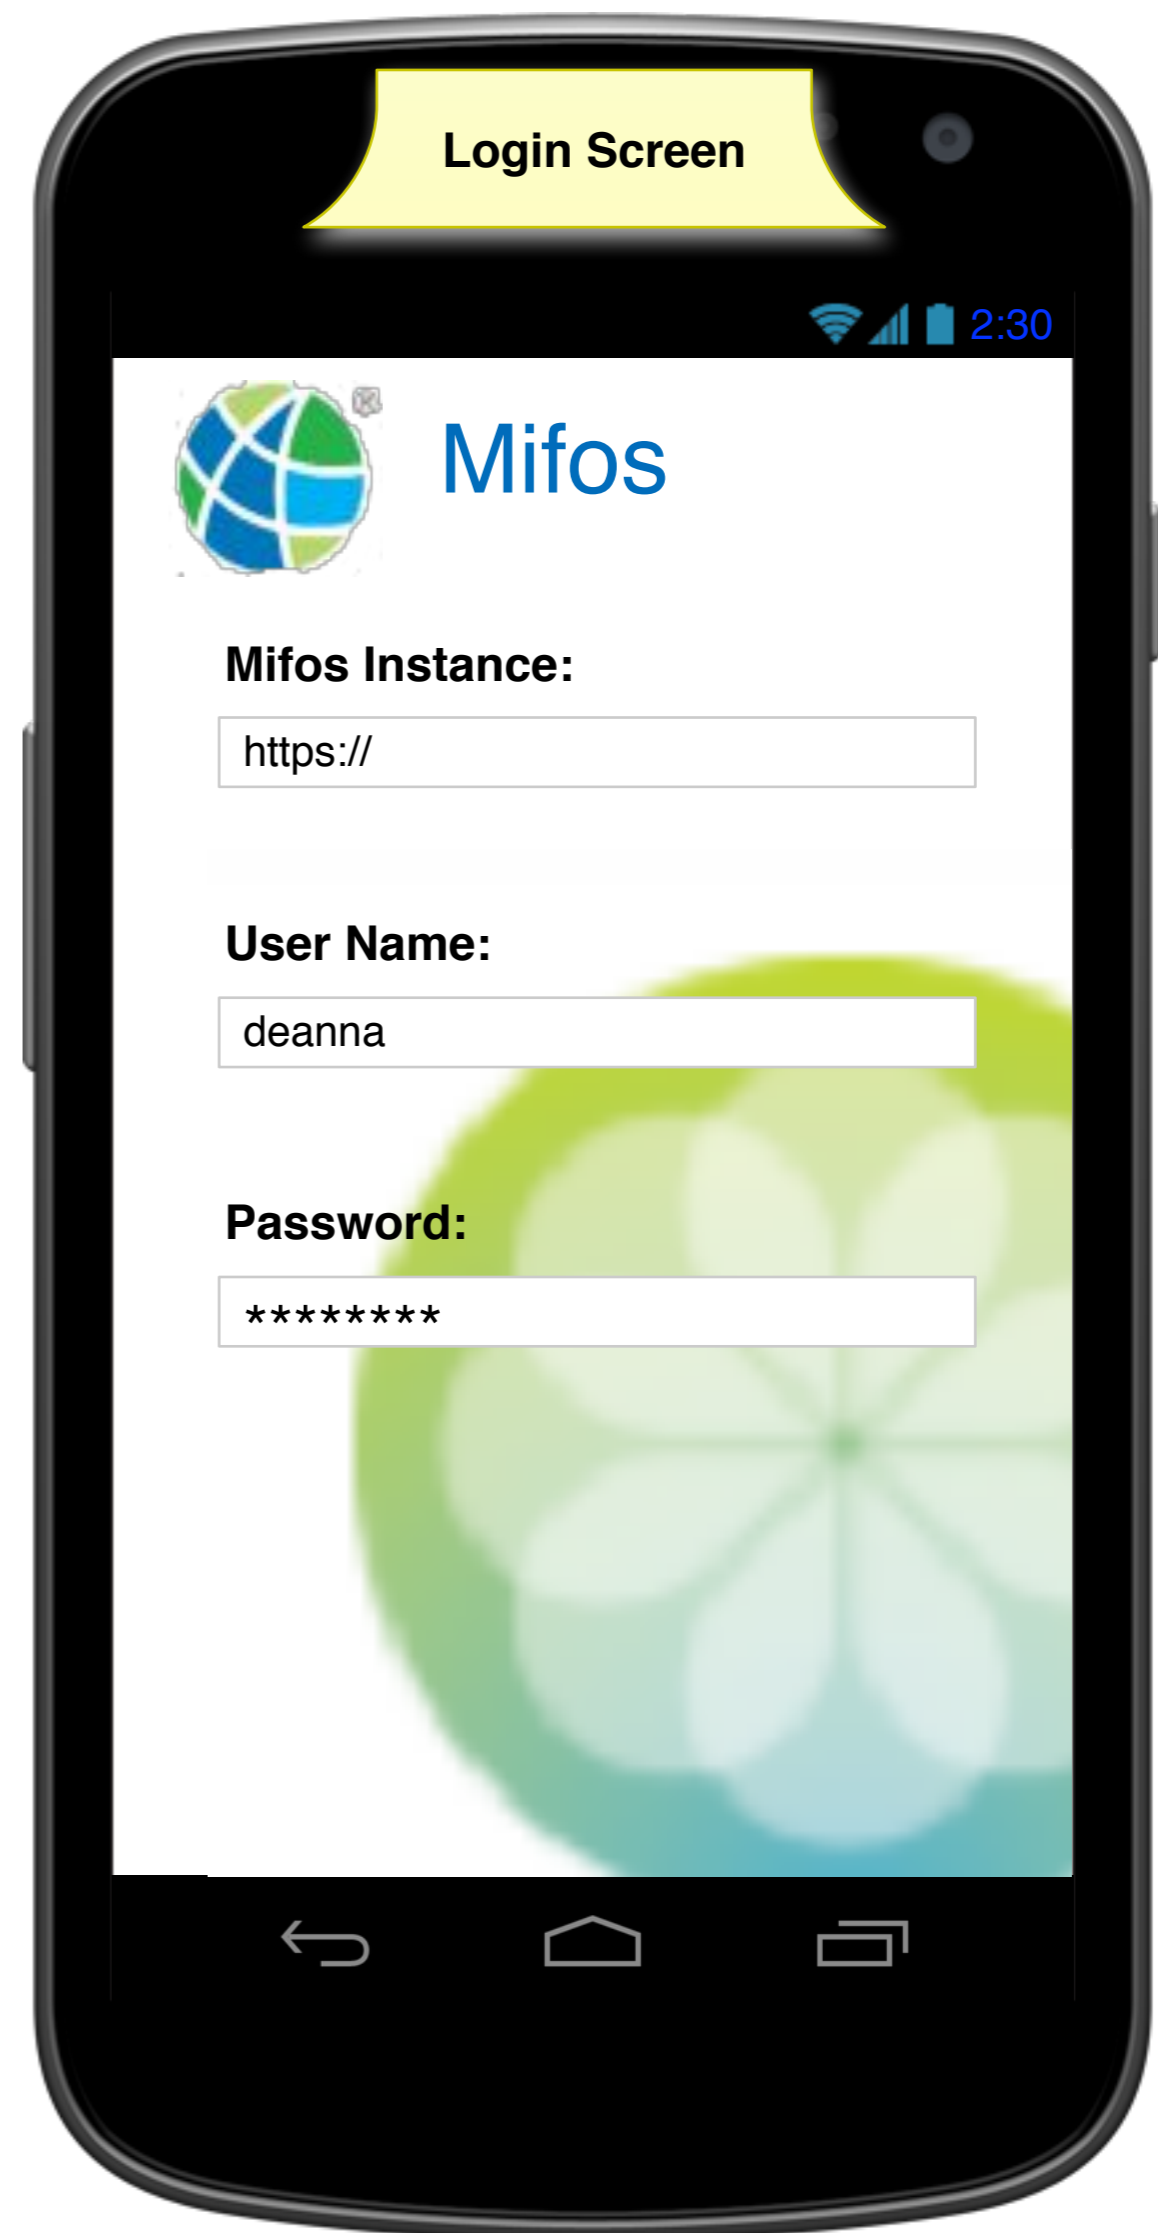 Login Screen
2:30
Mifos
Mifos Instance:
https://
User Name:
deanna
Password:
********